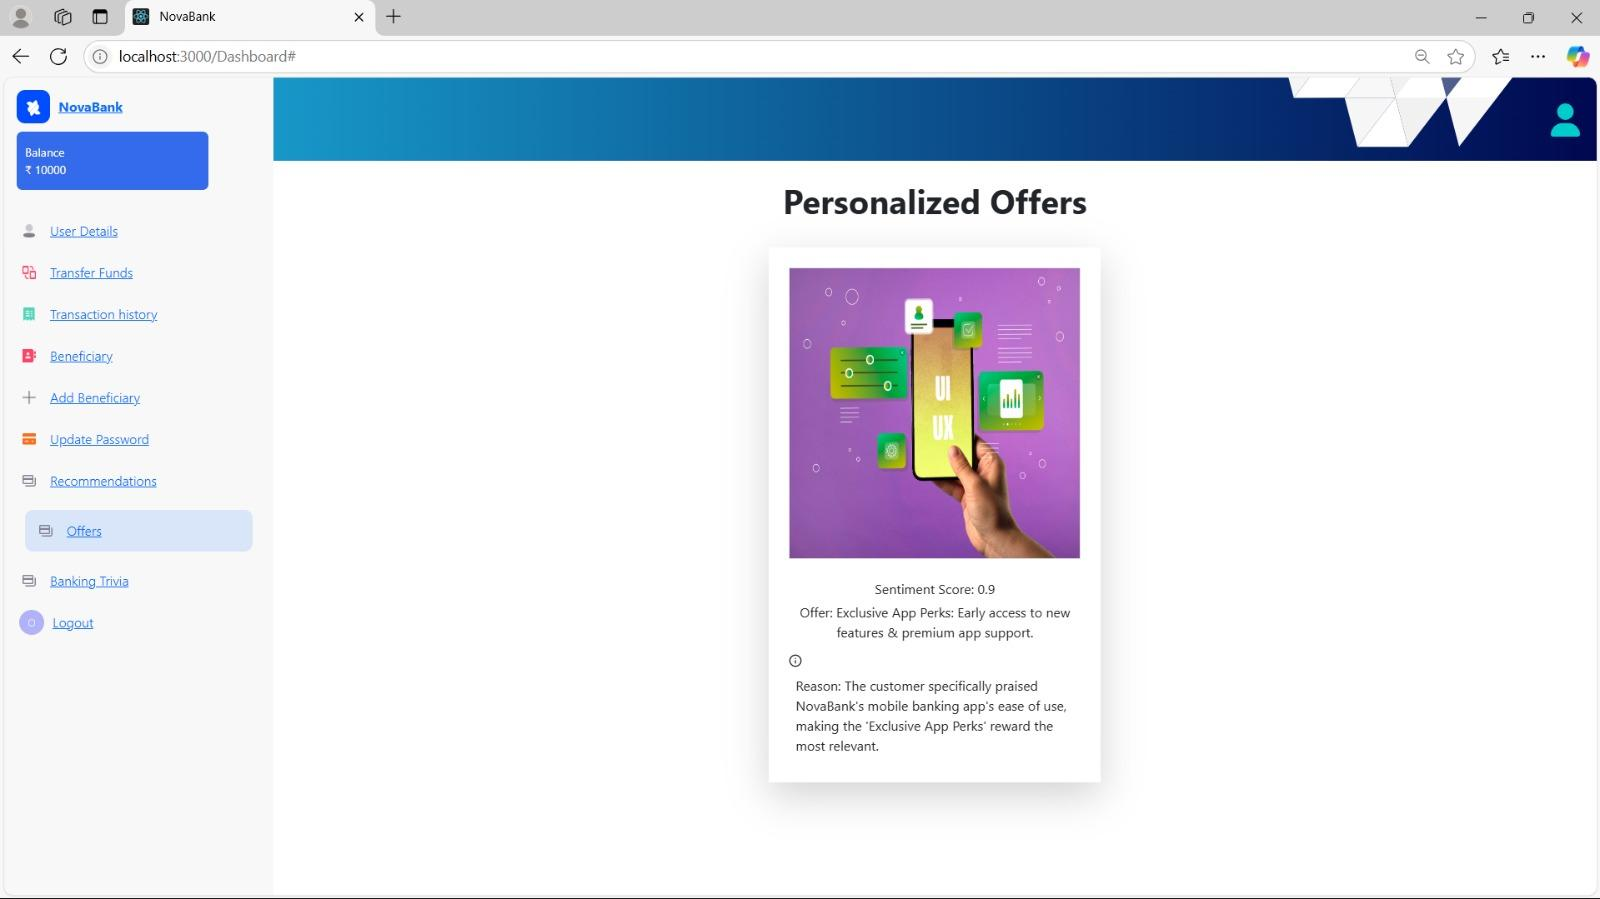 NovaBank
localhost:3000/Dashboard#
NovaBank
Balance
₹ 10000
User Details
Transfer Funds
Transaction history
Beneficiary
Add Beneficiary
Update Password
Recommendations
Offers
Banking Trivia
O
Logout
Personalized Offers
UI
UX
Sentiment Score: 0.9
Offer: Exclusive App Perks: Early access to new
features & premium app support.
Reason: The customer specifically praised
NovaBank's mobile banking app's ease of use,
making the 'Exclusive App Perks' reward the
most relevant.